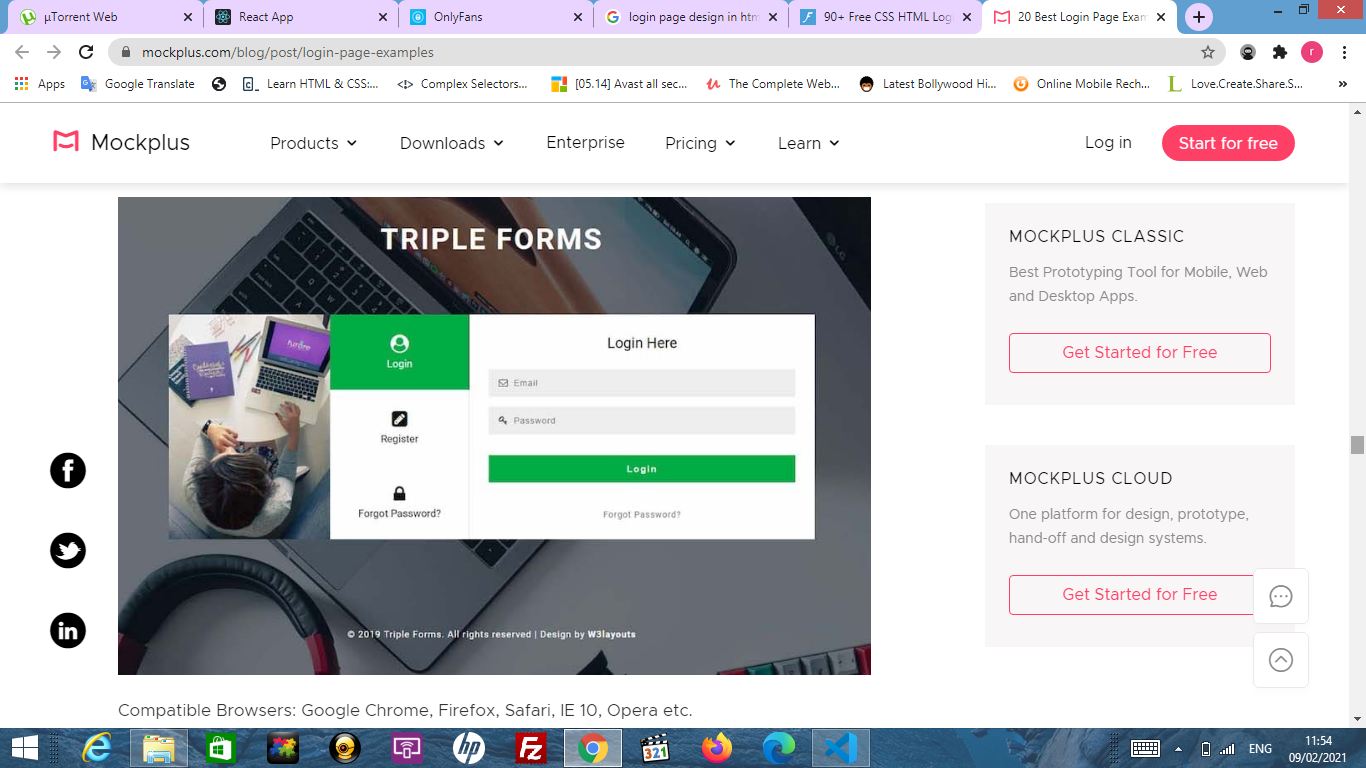 µTorrent Web
React App
OnlyFans
login page design in htm
90+ Free CSS HTML Logi
20 Best Login Page Exam
mockplus.com/blog/post/login-page-examples
r
Apps
Google Translate
Learn HTML & CSS:...
</> Complex Selectors...
[05.14] Avast all sec...
The Complete Web...
Latest Bollywood Hi...
Online Mobile Rech...
Love.Create.Share.S...
»
Mockplus
Products
Downloads
Enterprise
Pricing
Learn
Log in
Start for free
TRIPLE FORMS
Login
Register
Forgot Password?
Login Here
Email
Password
Login
Forgot Password?
© 2019 Triple Forms. All rights reserved | Design by W3layouts
Compatible Browsers: Google Chrome, Firefox, Safari, IE 10, Opera etc.
MOCKPLUS CLASSIC
Best Prototyping Tool for Mobile, Web
and Desktop Apps.
Get Started for Free
MOCKPLUS CLOUD
One platform for design, prototype,
hand-off and design systems.
Get Started for Free
hp
Fz
321
ENG
11:54
09/02/2021